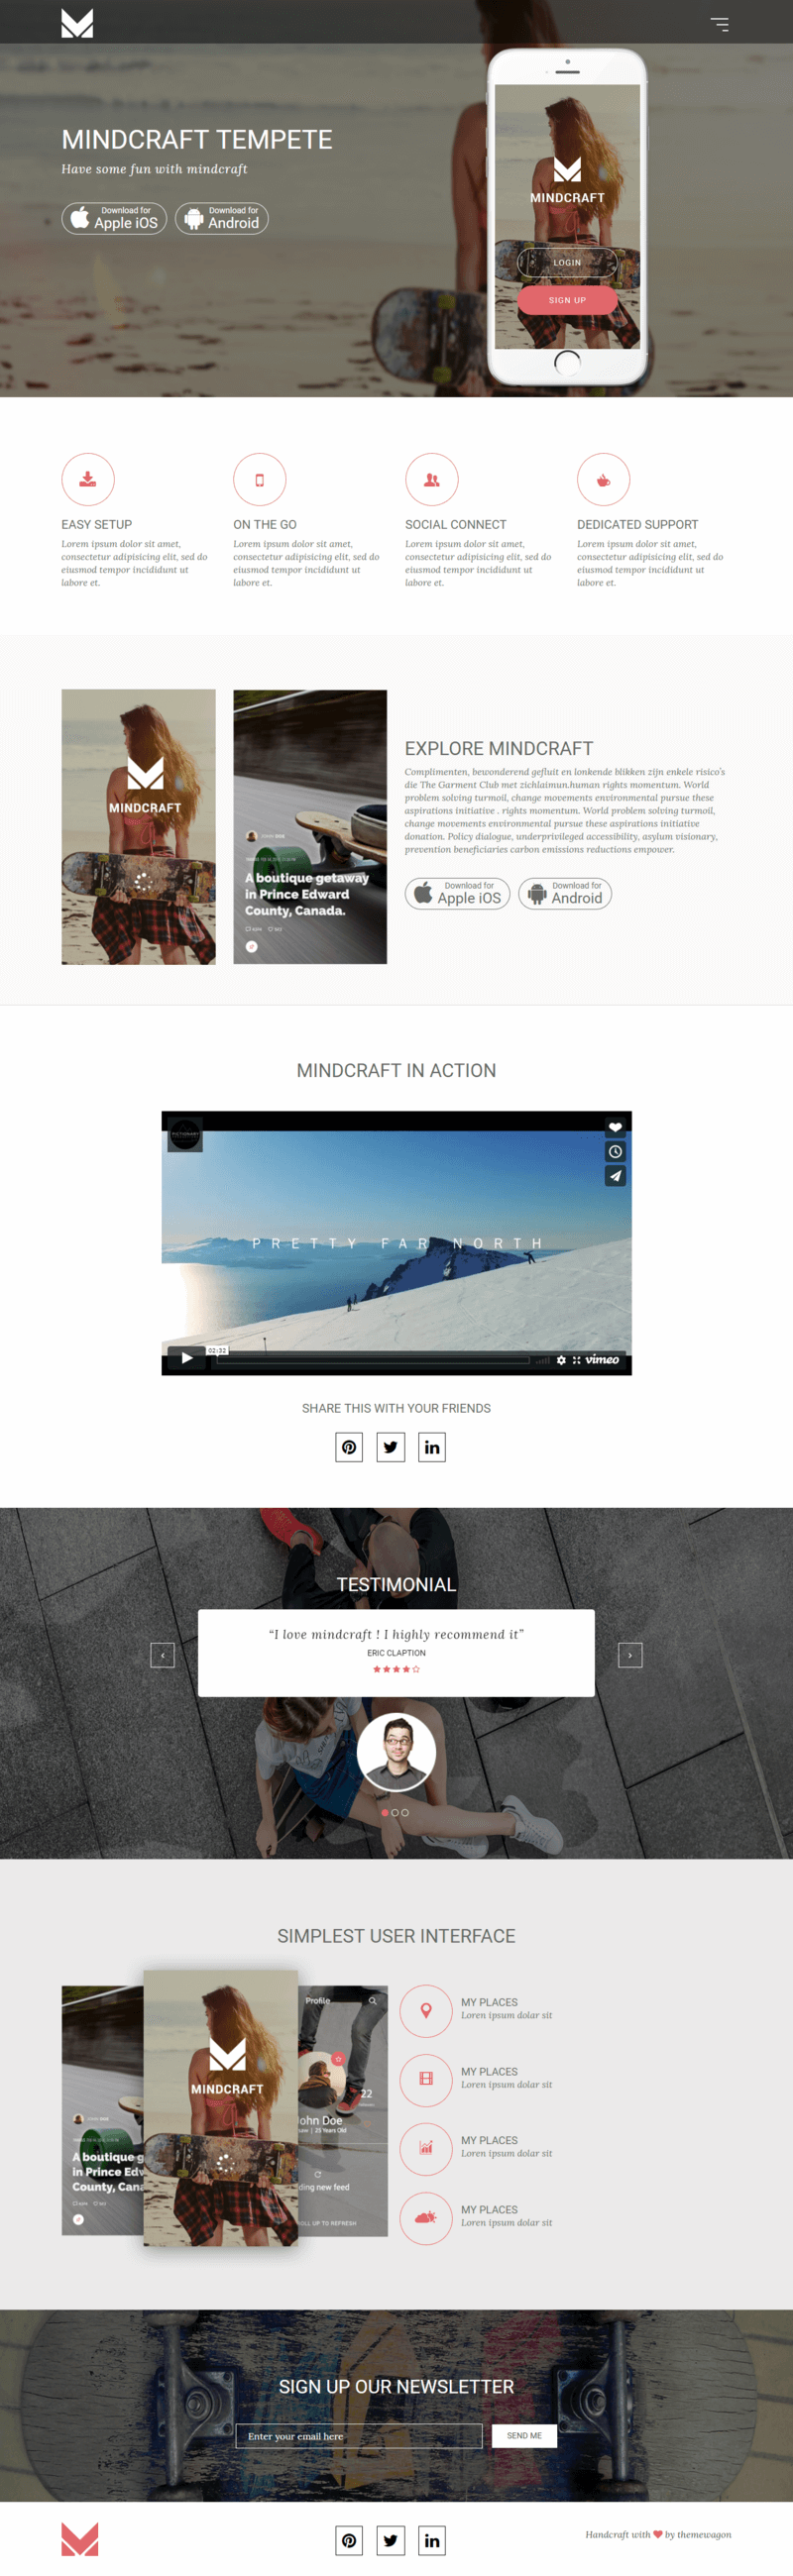 MINDCRAFT TEMPETE
Have some fun with mindcraft
Download for
Apple iOS
Download for
Android
MINDCRAFT
LOGIN
SIGN UP
EASY SETUP
Lorem ipsum dolor sit amet,
consectetur adipisicing elit, sed do
eiusmod tempor incididunt ut
labore et.
ON THE GO
Lorem ipsum dolor sit amet,
consectetur adipisicing elit, sed do
eiusmod tempor incididunt ut
labore et.
SOCIAL CONNECT
Lorem ipsum dolor sit amet,
consectetur adipisicing elit, sed do
eiusmod tempor incididunt ut
labore et.
DEDICATED SUPPORT
Lorem ipsum dolor sit amet,
consectetur adipisicing elit, sed do
eiusmod tempor incididunt ut
labore et.
MINDCRAFT
A boutique getaway
in Prince Edward
County, Canada.
EXPLORE MINDCRAFT
Complimenten, bewonderend gefluit en lonkende blikken zijn enkele risico's
die The Garment Club met zichlaimun.human rights momentum. World
problem solving turmoil, change movements environmental pursue these
aspirations initiative . rights momentum. World problem solving turmoil,
change movements environmental pursue these aspirations initiative
donation. Policy dialogue, underprivileged accessibility, asylum visionary,
prevention beneficiaries carbon emissions reductions empower.
Download for
Apple iOS
Download for
Android
MINDCRAFT IN ACTION
PRETTY FAR NORTH
02:32
vimeo
SHARE THIS WITH YOUR FRIENDS
TESTIMONIAL
“I love mindcraft ! I highly recommend it”
ERIC CLAPTION
SIMPLEST USER INTERFACE
A boutique g
in Prince Edw
County, Cana
MINDCRAFT
Profile
22
John Doe
25 Years Old
ding new feed
OLL UP TO REFRESH
MY PLACES
Loren ipsum dolar sit
MY PLACES
Loren ipsum dolar sit
MY PLACES
Loren ipsum dolar sit
MY PLACES
Loren ipsum dolar sit
SIGN UP OUR NEWSLETTER
Enter your email here
SEND ME
Handcraft with by themewagon